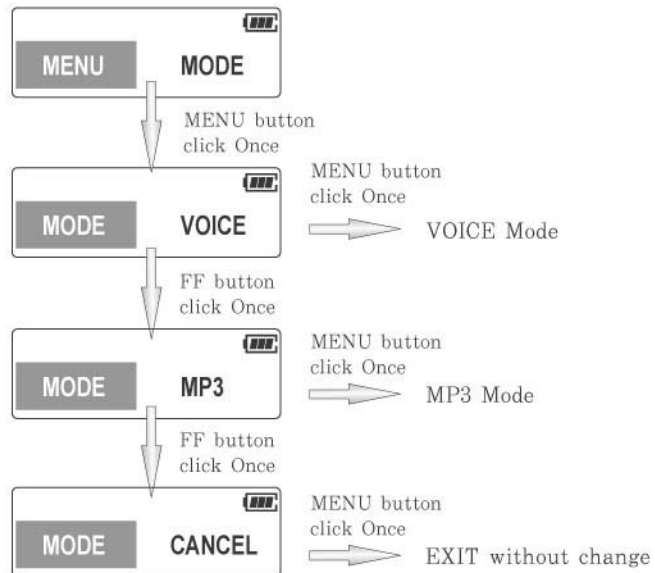 MENU MODE
MENU button
click Once
MODE VOICE
MENU button
click Once
VOICE Mode
FF button
click Once
MODE MP3
MENU button
click Once
MP3 Mode
FF button
click Once
MODE CANCEL
MENU button
click Once
EXIT without change